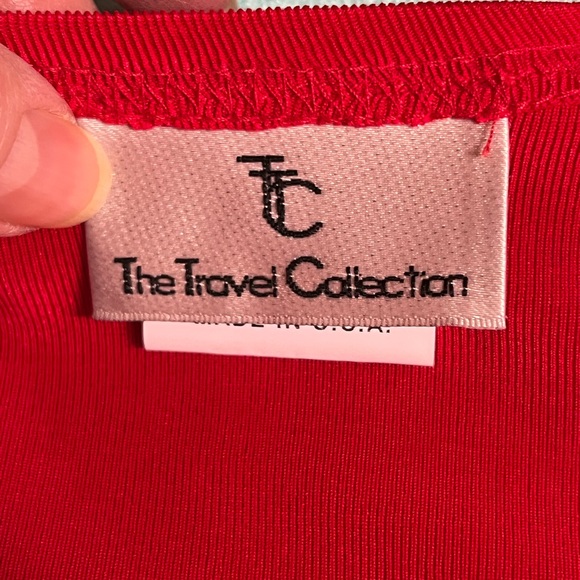 TTC
The Travel Collection
MADE IN U.S.A.